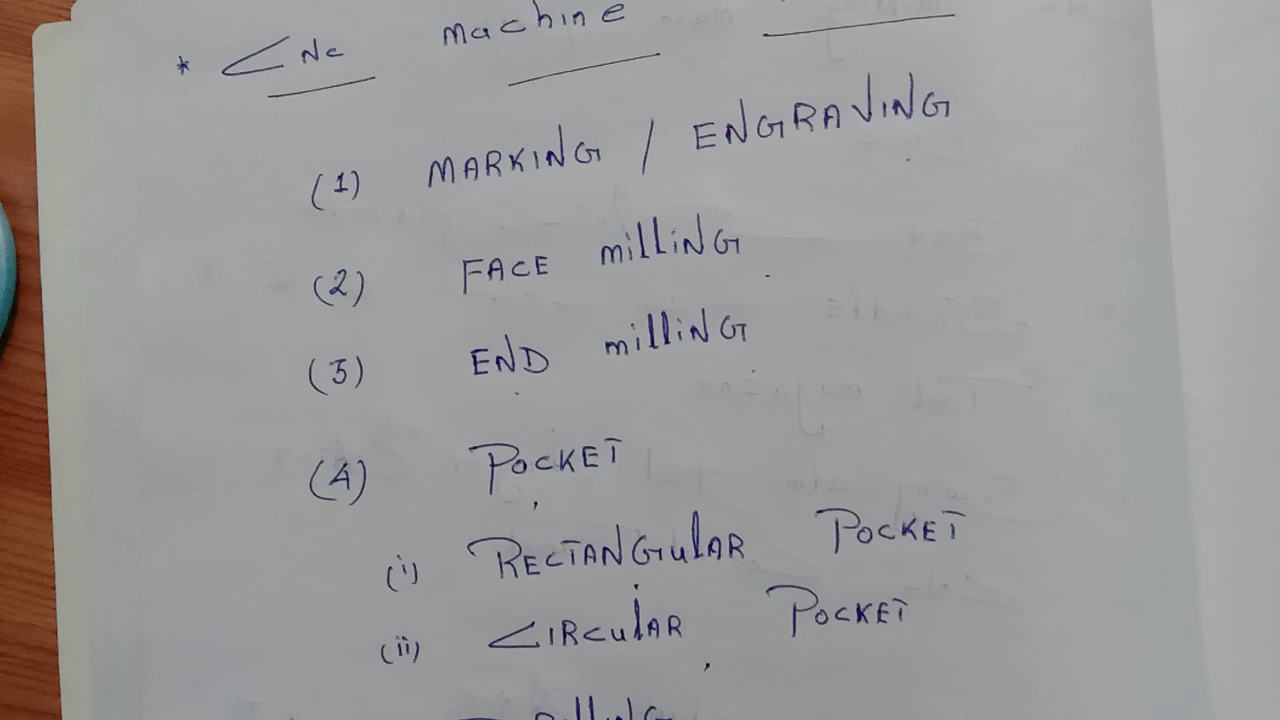 * CNC machine
(1) MARKING / ENGRAVING
(2) FACE milliNG
(3) END milliNG
(4) POCKET
(i) RECTANGulAR POCKET
(ii) CIRculAR POCKET